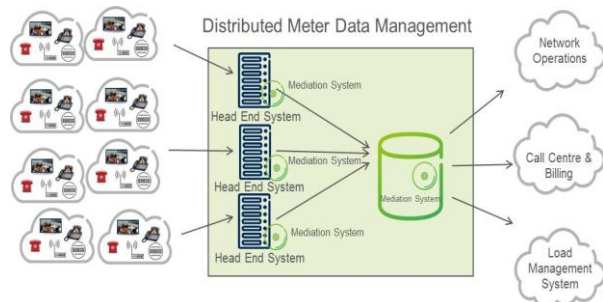 Distributed Meter Data Management
Network
Operations
Mediation System
Head End System
Mediation System
Call Centre &
Billing
Head End System
Mediation System
Mediation System
Head End System
Load
Management
System